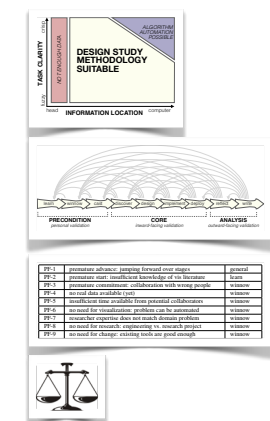 crisp
TASK CLARITY
fuzzy
NOT ENOUGH DATA
DESIGN STUDY
METHODOLOGY
SUITABLE
ALGORITHM
AUTOMATION
POSSIBLE
head INFORMATION LOCATION computer
learn winnow cast discover design implement deploy reflect write
PRECONDITION CORE ANALYSIS
personal validation inward-facing validation outward-facing validation
PF-1 premature advance: jumping forward over stages general
PF-2 premature start: insufficient knowledge of vis literature learn
PF-3 premature commitment: collaboration with wrong people winnow
PF-4 no real data available (yet) winnow
PF-5 insufficient time available from potential collaborators winnow
PF-6 no need for visualization: problem can be automated winnow
PF-7 researcher expertise does not match domain problem winnow
PF-8 no need for research: engineering vs. research project winnow
PF-9 no need for change: existing tools are good enough winnow